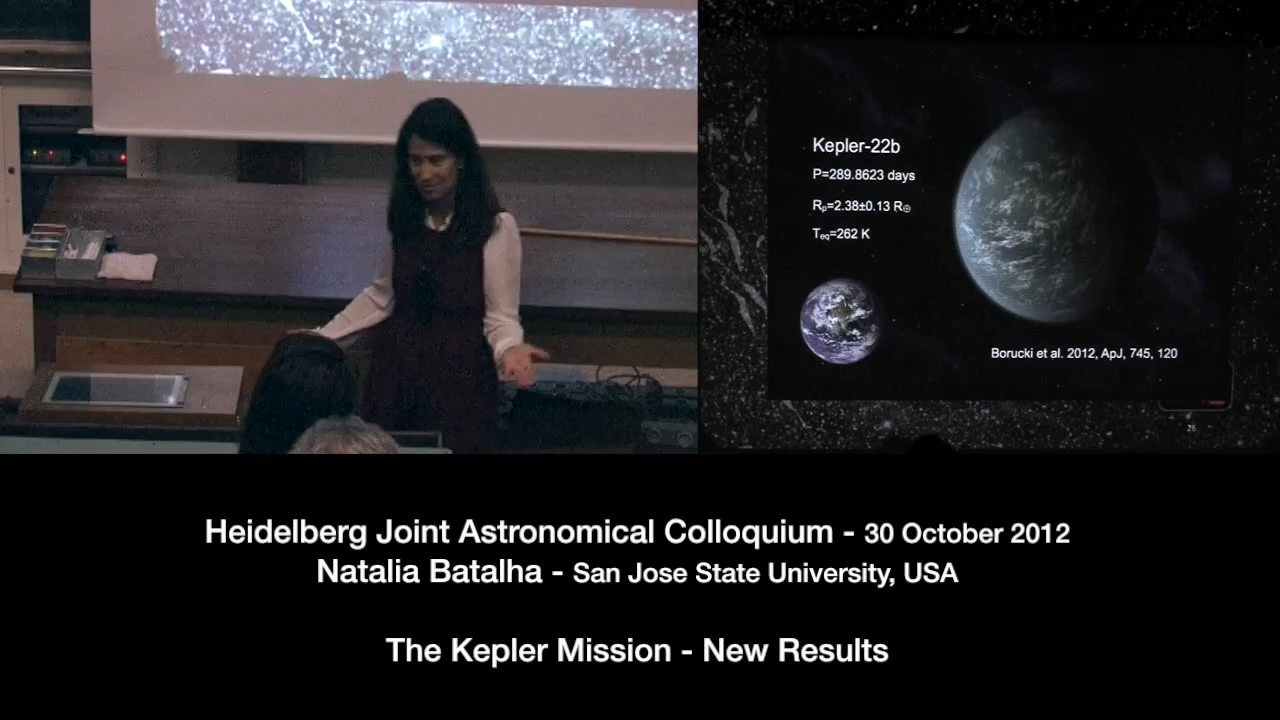 Kepler-22b
P=289.8623 days
Rp=2.38±0.13 R⊕
Teq=262 K
Borucki et al. 2012, ApJ, 745, 120
26
Heidelberg Joint Astronomical Colloquium - 30 October 2012
Natalia Batalha - San Jose State University, USA
The Kepler Mission - New Results